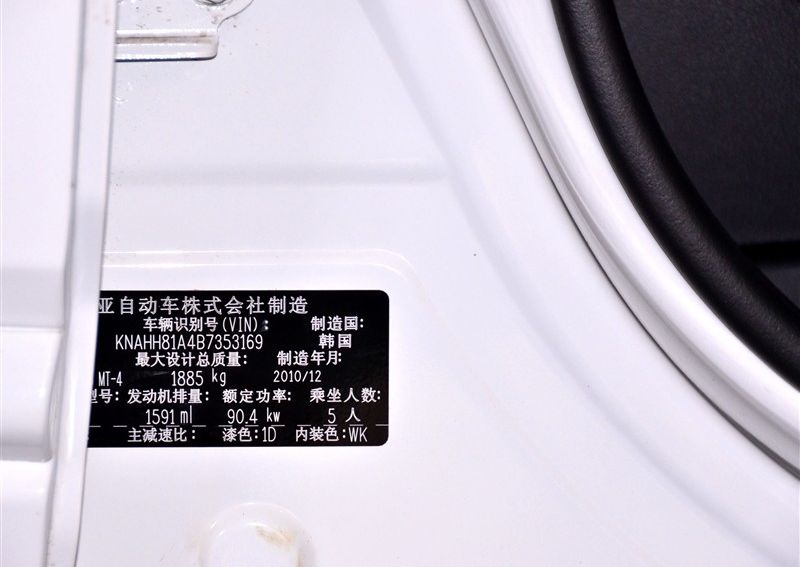 亚自动车株式会社制造
车辆识别号(VIN): 制造国:
KNAHH81A4B7353169 韩国
最大设计总质量: 制造年月:
MT-4 1885 kg 2010/12
型号: 发动机排量: 额定功率: 乘坐人数:
1591 ml 90.4 kw 5 人
主减速比: 漆色:1D 内装色:WK